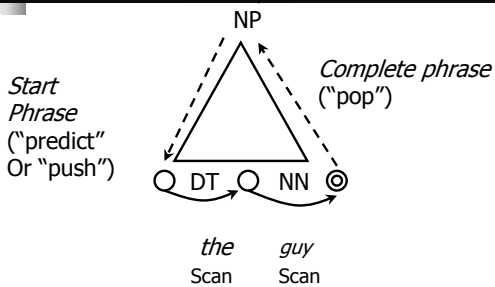 NP
Start
Phrase
(“predict”
Or “push”)
Complete phrase
(“pop”)
DT NN
the guy
Scan Scan